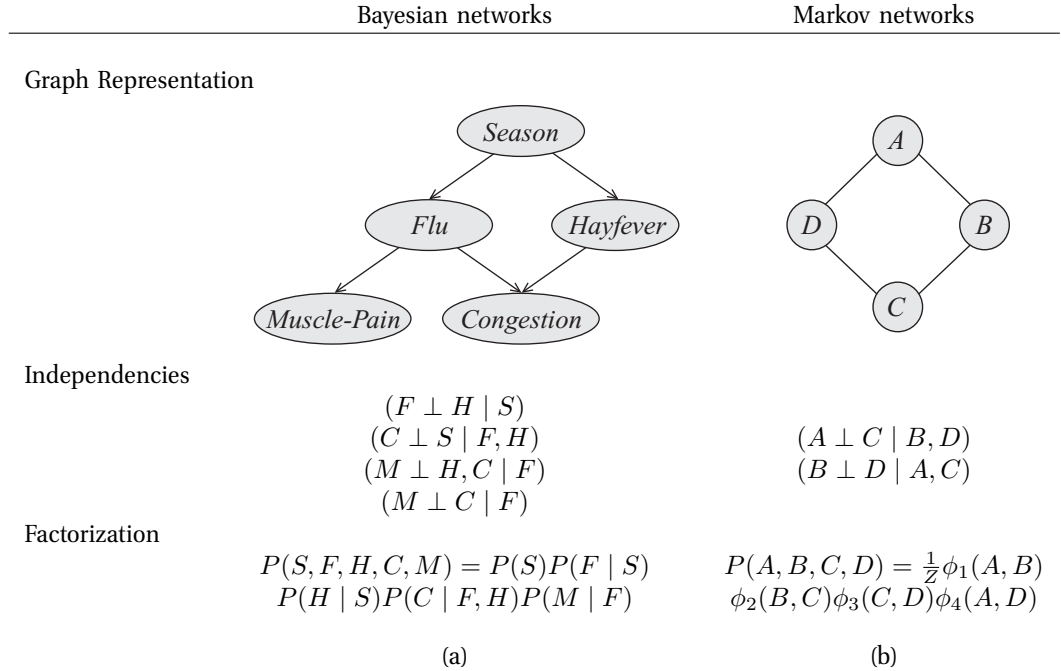 Bayesian networks Markov networks
Graph Representation
Season
A
Flu Hayfever
D B
Muscle-Pain Congestion
C
Independencies
(F ⊥ H | S)
(C ⊥ S | F, H) (A ⊥ C | B, D)
(M ⊥ H, C | F) (B ⊥ D | A, C)
(M ⊥ C | F)
Factorization
P(S, F, H, C, M) = P(S)P(F | S) P(A, B, C, D) = 1/Z ϕ₁(A, B)
P(H | S)P(C | F, H)P(M | F) ϕ₂(B, C)ϕ₃(C, D)ϕ₄(A, D)
(a) (b)